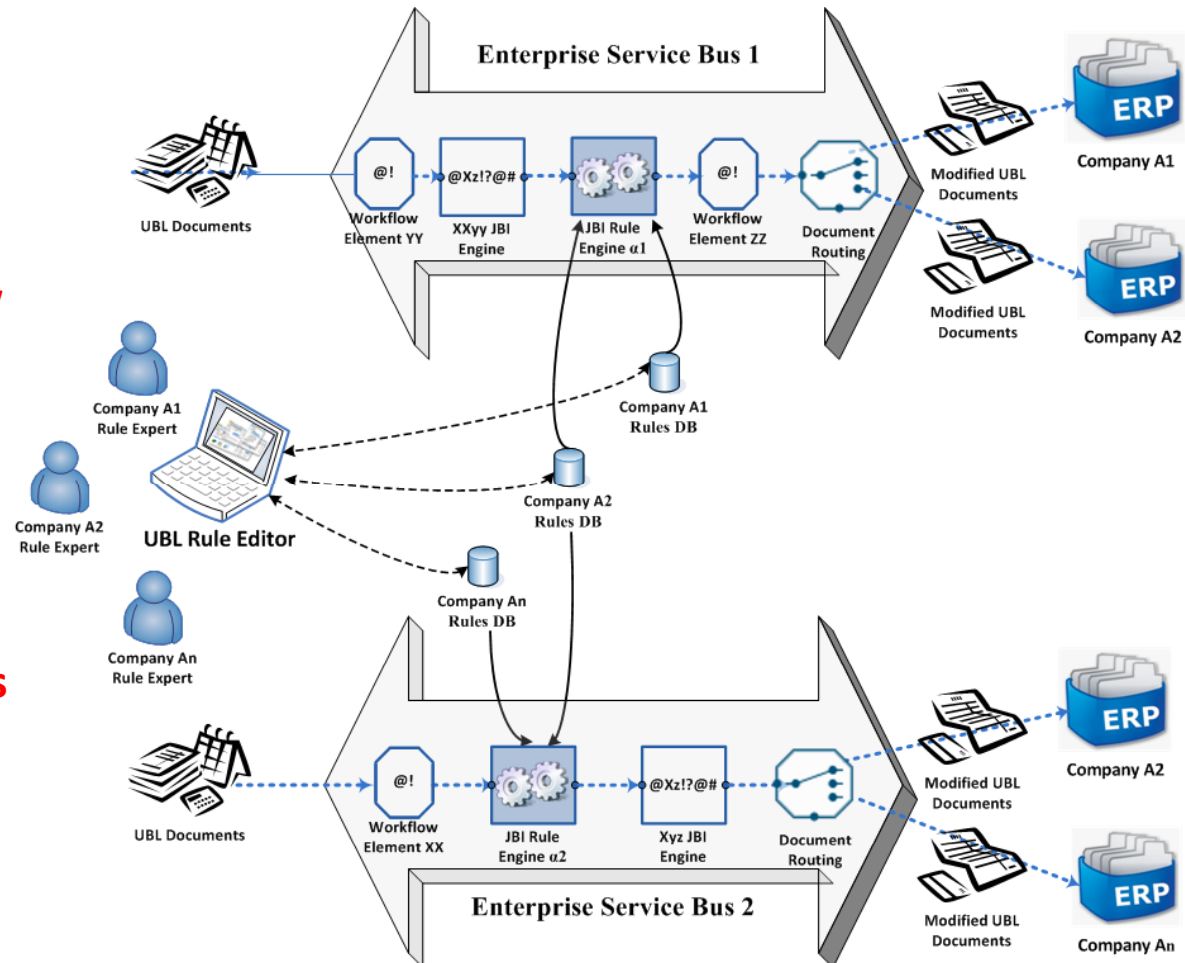 Enterprise Service Bus 1
UBL Documents
@!
Workflow
Element YY
@Xz!?@#
XXyy JBI
Engine
JBI Rule
Engine α1
@!
Workflow
Element ZZ
Document
Routing
Modified UBL
Documents
ERP
Company A1
Modified UBL
Documents
ERP
Company A2
Company A1
Rule Expert
Company A2
Rule Expert
Company An
Rule Expert
UBL Rule Editor
Company A1
Rules DB
Company A2
Rules DB
Company An
Rules DB
s
UBL Documents
@!
Workflow
Element XX
JBI Rule
Engine α2
@Xz!?@#
Xyz JBI
Engine
Document
Routing
Enterprise Service Bus 2
Modified UBL
Documents
ERP
Company A2
Modified UBL
Documents
ERP
Company An